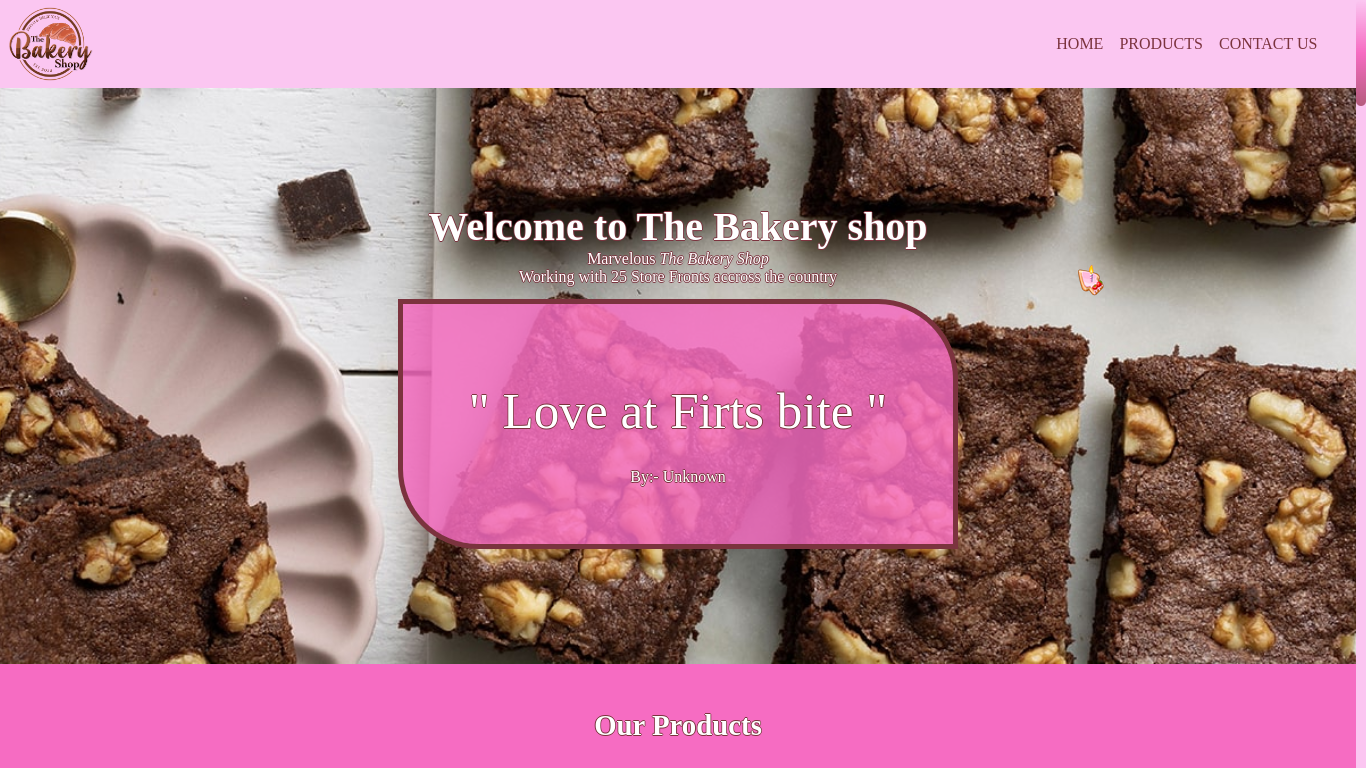 The
Bakery
Shop
HOME PRODUCTS CONTACT US
Welcome to The Bakery shop
Marvelous The Bakery Shop
Working with 25 Store Fronts accross the country
" Love at Firts bite "
By:- Unknown
Our Products